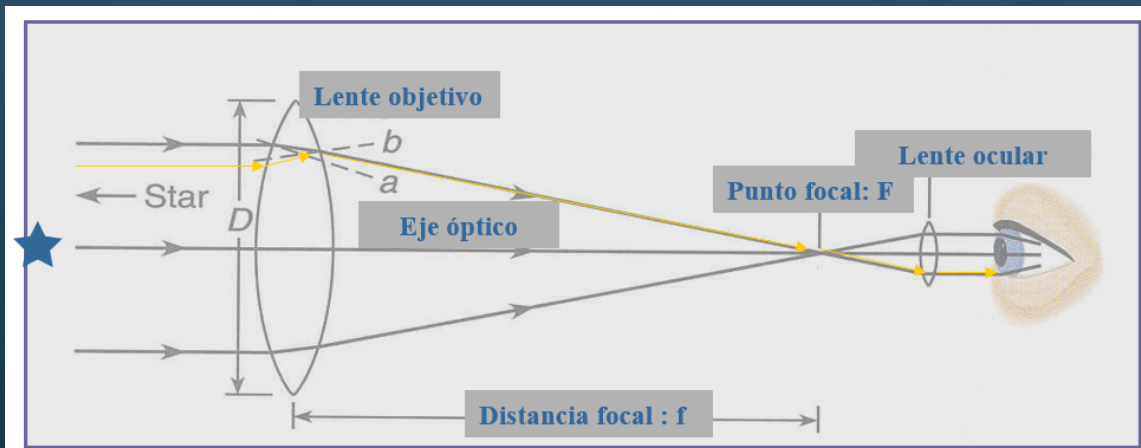 Lente objetivo
b
a
Lente ocular
Punto focal: F
Star
D
Eje óptico
Distancia focal : f